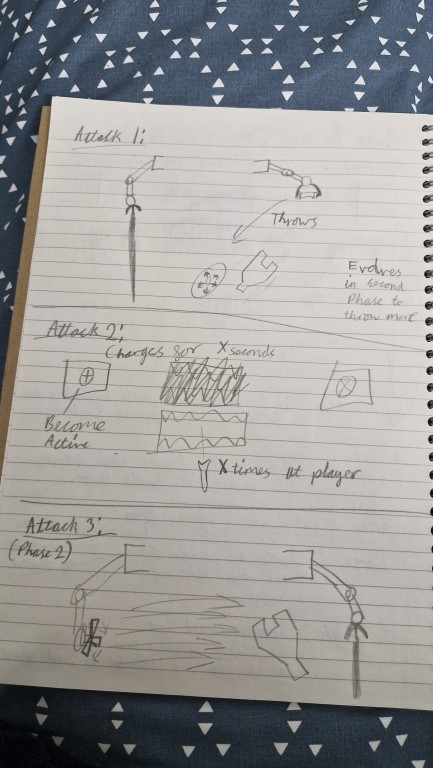 Attack 1:
Throws
Evolves
in second
Phase to
throw more
Attack 2:
Charges for X seconds
Become
Active
X times at player
Attack 3:
(Phase 2)